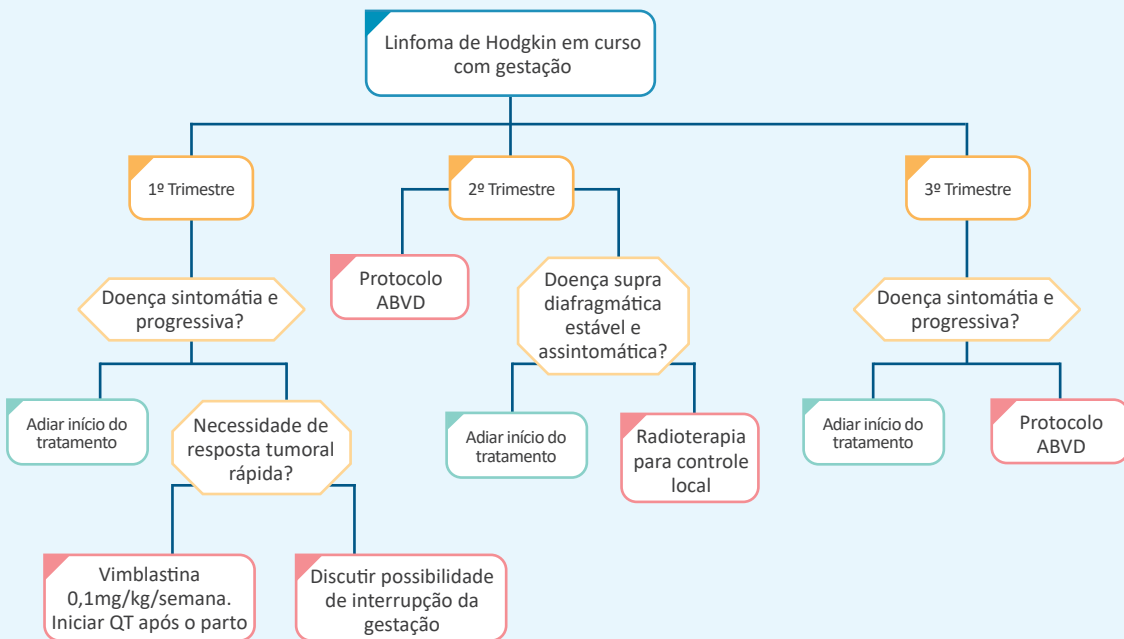 Linfoma de Hodgkin em curso
com gestação
1º Trimestre
2º Trimestre
3º Trimestre
Doença sintomátia e
progressiva?
Protocolo
ABVD
Doença supra
diafragmática
estável e
assintomática?
Doença sintomátia e
progressiva?
Adiar início do
tratamento
Necessidade de
resposta tumoral
rápida?
Adiar início do
tratamento
Radioterapia
para controle
local
Adiar início do
tratamento
Protocolo
ABVD
Vimblastina
0,1mg/kg/semana.
Iniciar QT após o parto
Discutir possibilidade
de interrupção da
gestação